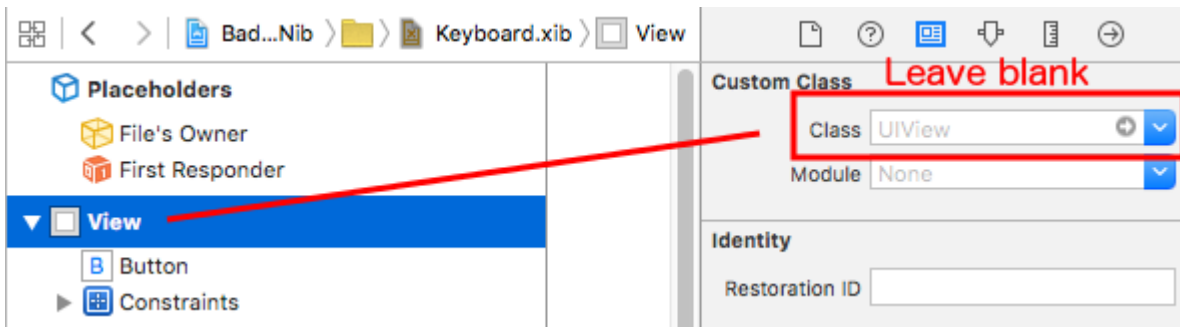 Bad...Nib
Keyboard.xib
View
Placeholders
File's Owner
First Responder
View
B Button
Constraints
Leave blank
Custom Class
Class UIView
Module None
Identity
Restoration ID